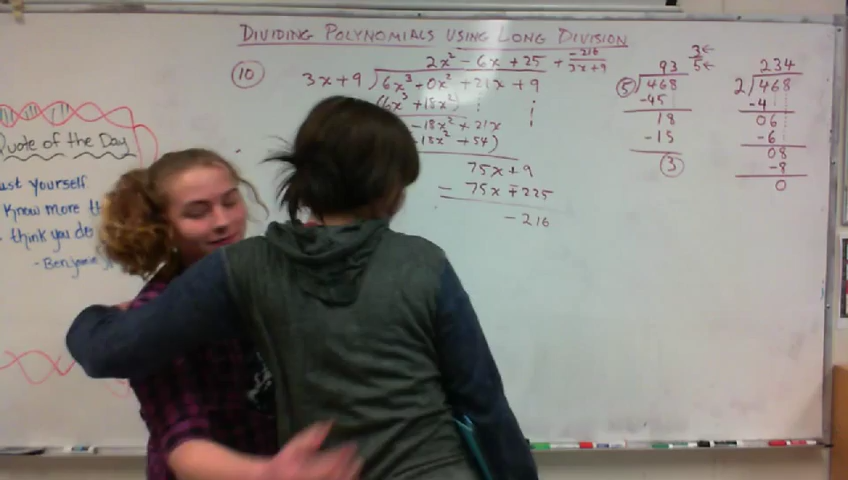 DIVIDING POLYNOMIALS USING LONG DIVISION
10
2x² - 6x + 25 + -216/3x+9
3x+9 ) 6x³ + 0x² + 21x + 9
(6x³ + 18x²)
-18x² + 21x
-18x² + 54)
75x + 9
= 75x + 225
- 216
93 3/5
5 ) 468
-45
18
-15
3
234
2 ) 468
-4
06
-6
08
-8
0
Quote of the Day
ust yourself
Know more th
think you do
- Benjamin